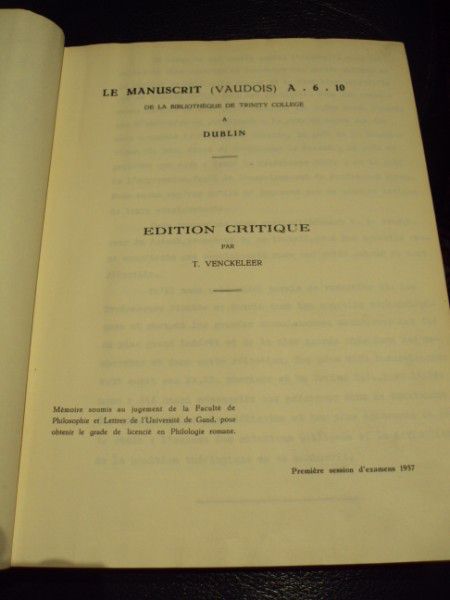 LE MANUSCRIT (VAUDOIS) A . 6 . 10
DE LA BIBLIOTHEQUE DE TRINITY COLLEGE
A
DUBLIN
EDITION CRITIQUE
PAR
T. VENCKELEER
Mémoire soumis au jugement de la Faculté de
Philosophie et Lettres de l'Université de Gand, pour
obtenir le grade de licencié en Philologie romane.
Première session d'examens 1957